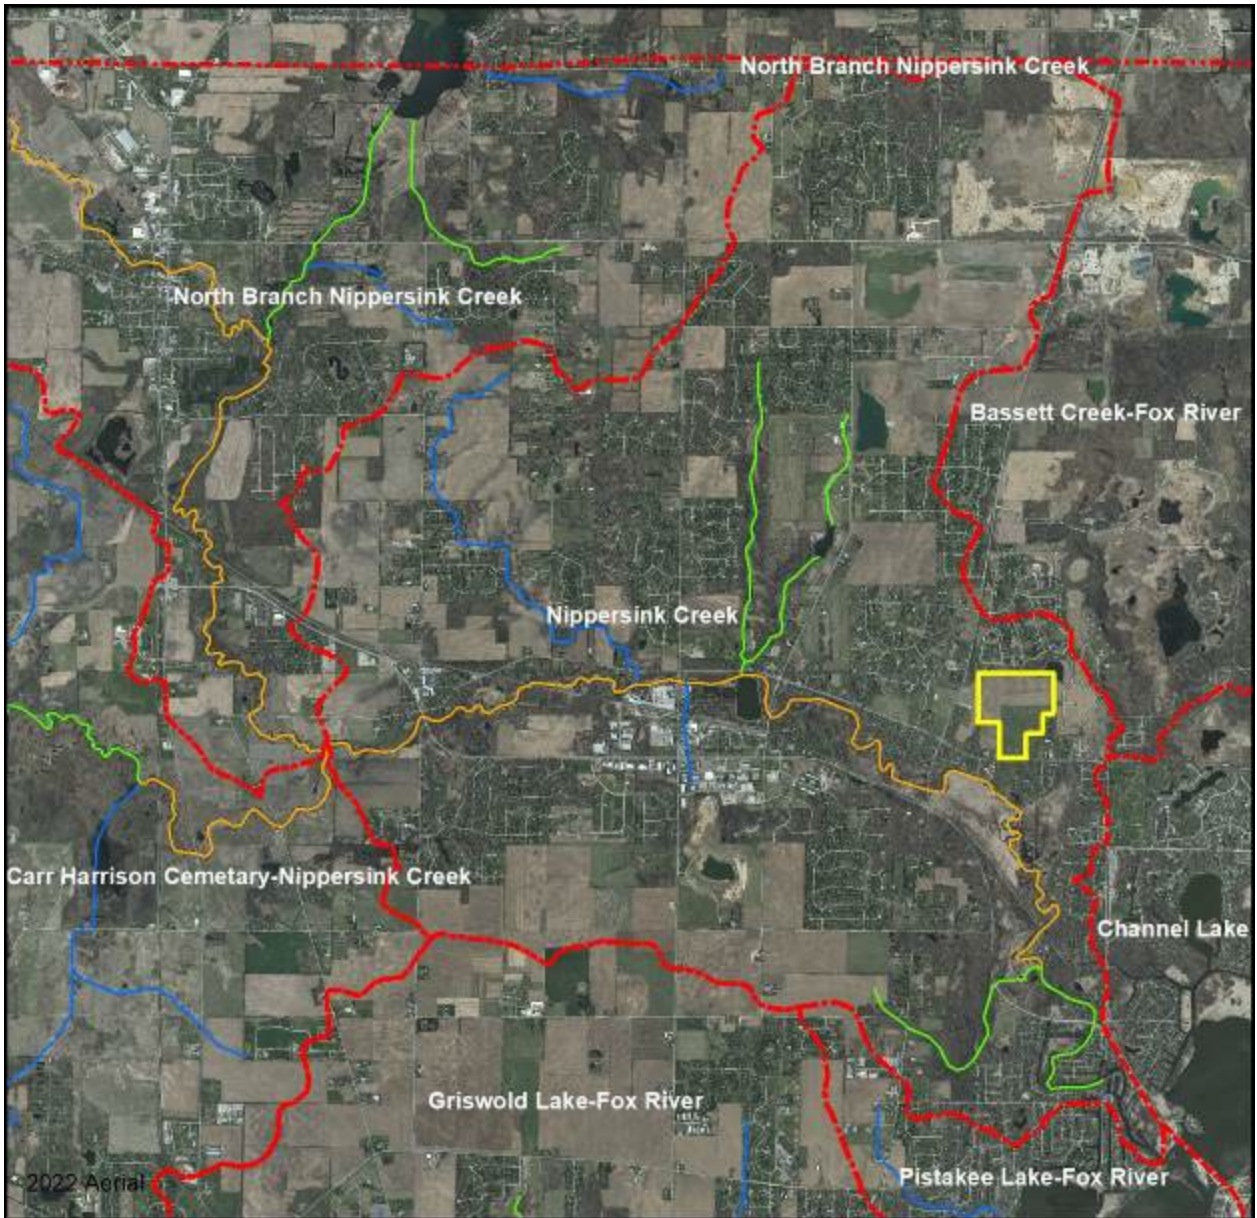 North Branch Nippersink Creek
North Branch Nippersink Creek
Bassett Creek-Fox River
Nippersink Creek
Carr Harrison Cemetary-Nippersink Creek
Channel Lake
Griswold Lake-Fox River
Pistakee Lake-Fox River
2022 Aerial